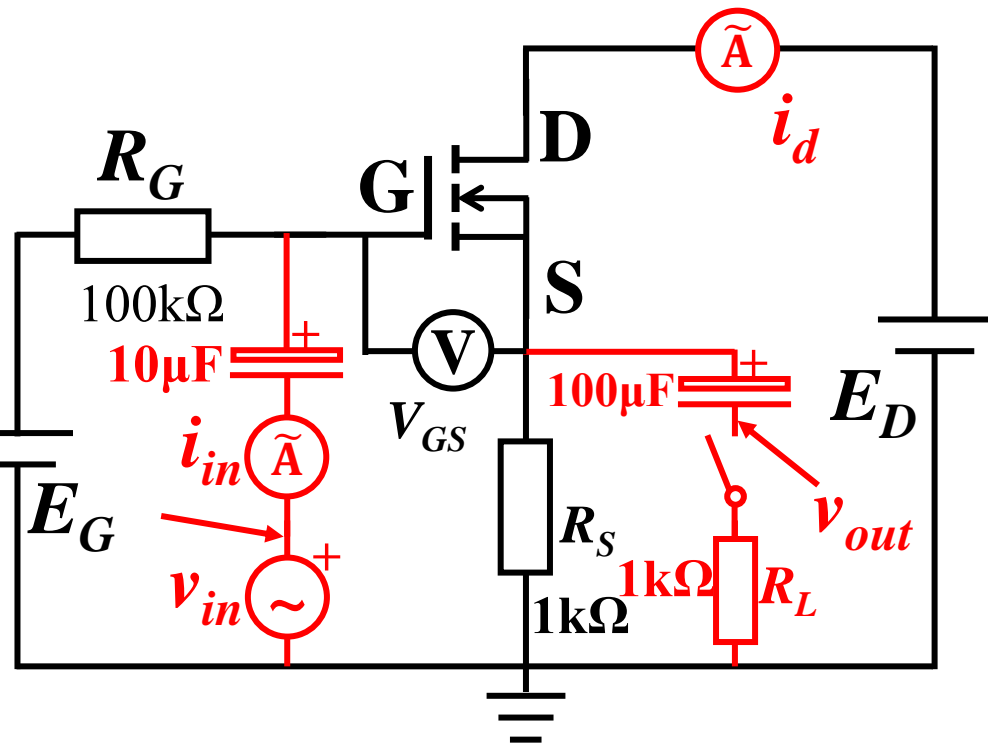 Ã
i_d
D
R_G
G
100kΩ
S
+
10μF
V
+
100μF
V_GS
E_D
i_in
Ã
E_G
R_S
v_out
+
v_in
~
1kΩ
1kΩ
R_L